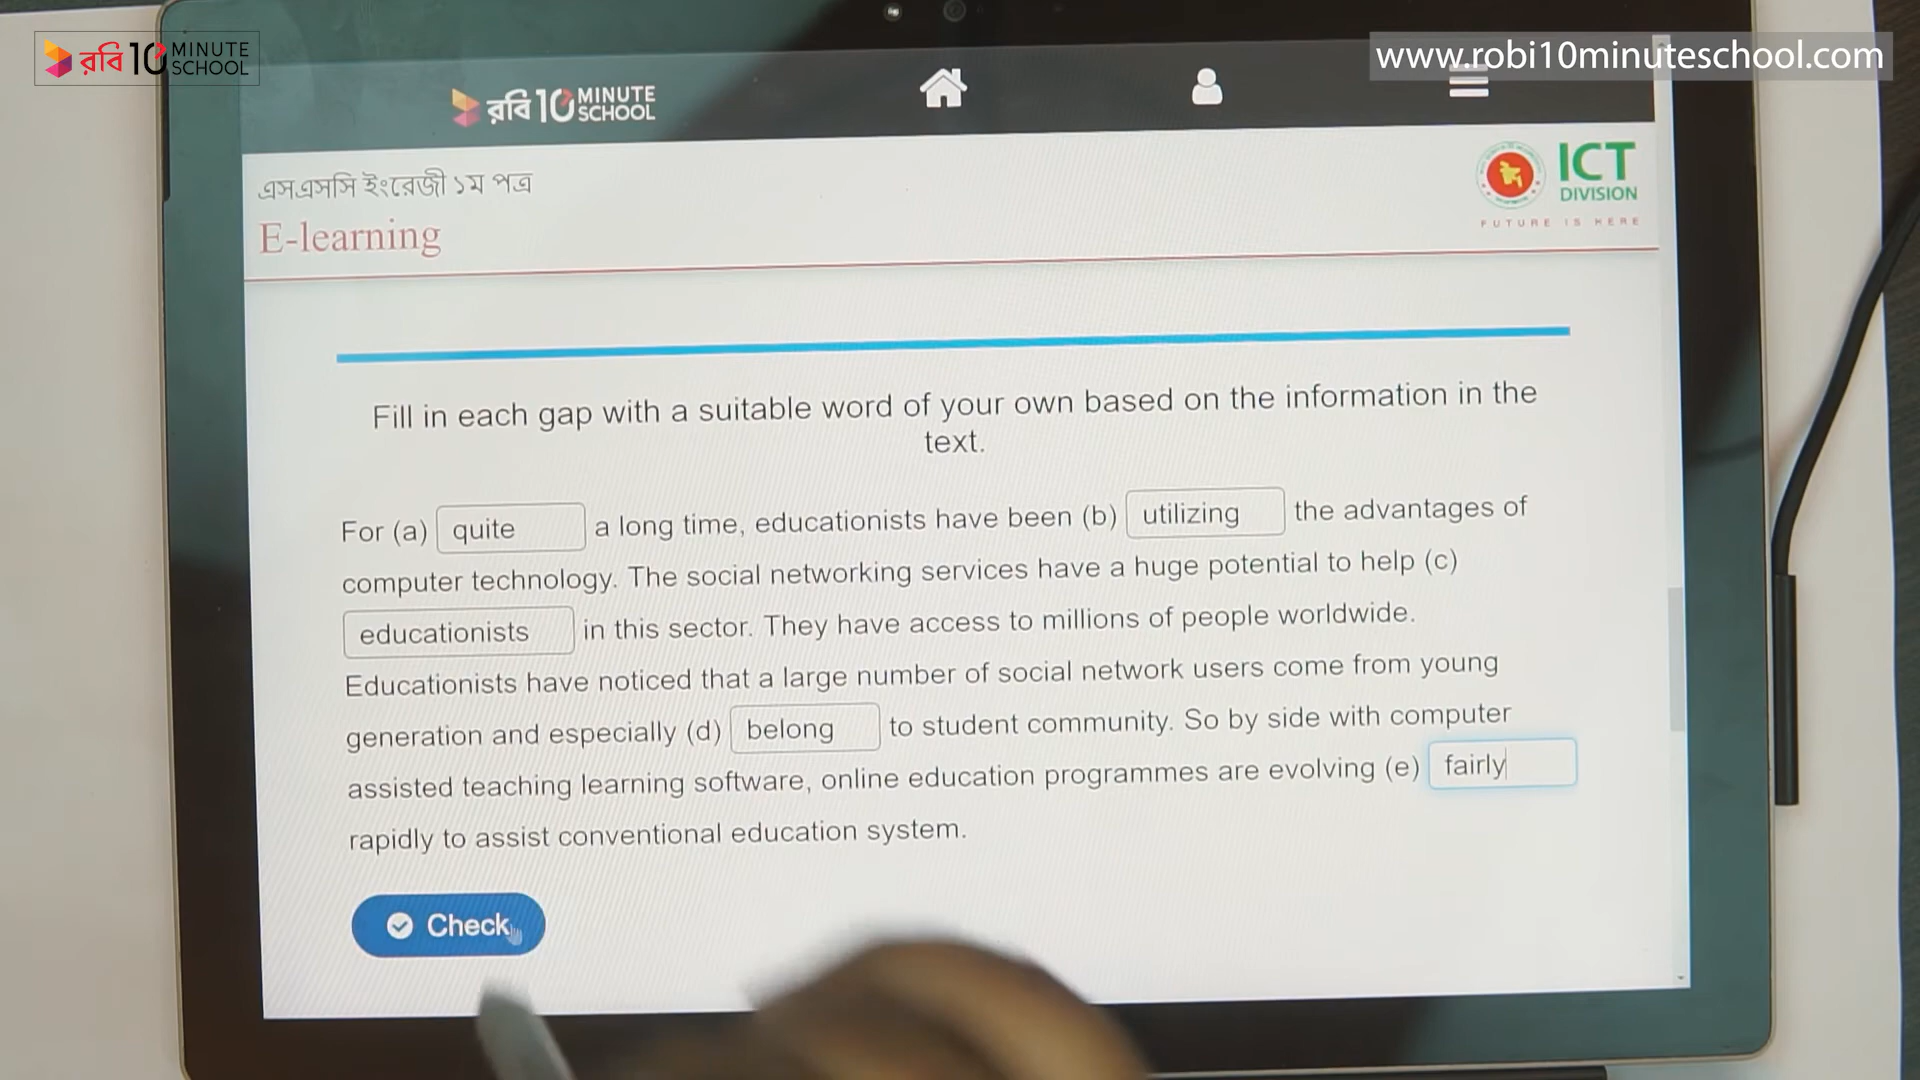 রবি 10 MINUTE SCHOOL
www.robi10minuteschool.com
রবি 10 MINUTE SCHOOL
এসএসসি ইংরেজী ১ম পত্র
E-learning
ICT
DIVISION
FUTURE IS HERE
Fill in each gap with a suitable word of your own based on the information in the
text.
For (a) quite a long time, educationists have been (b) utilizing the advantages of
computer technology. The social networking services have a huge potential to help (c)
educationists in this sector. They have access to millions of people worldwide.
Educationists have noticed that a large number of social network users come from young
generation and especially (d) belong to student community. So by side with computer
assisted teaching learning software, online education programmes are evolving (e) fairly
rapidly to assist conventional education system.
Check